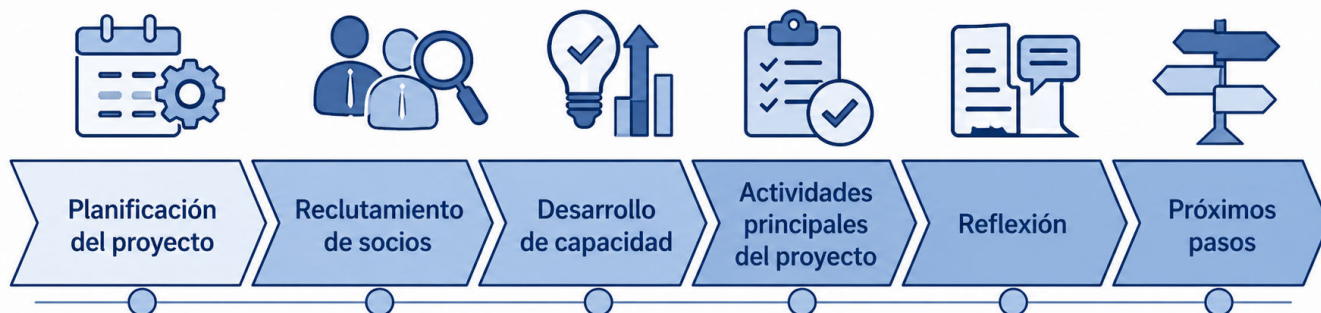 Planificación
del proyecto
Reclutamiento
de socios
Desarrollo
de capacidad
Actividades
principales
del proyecto
Reflexión
Próximos
pasos